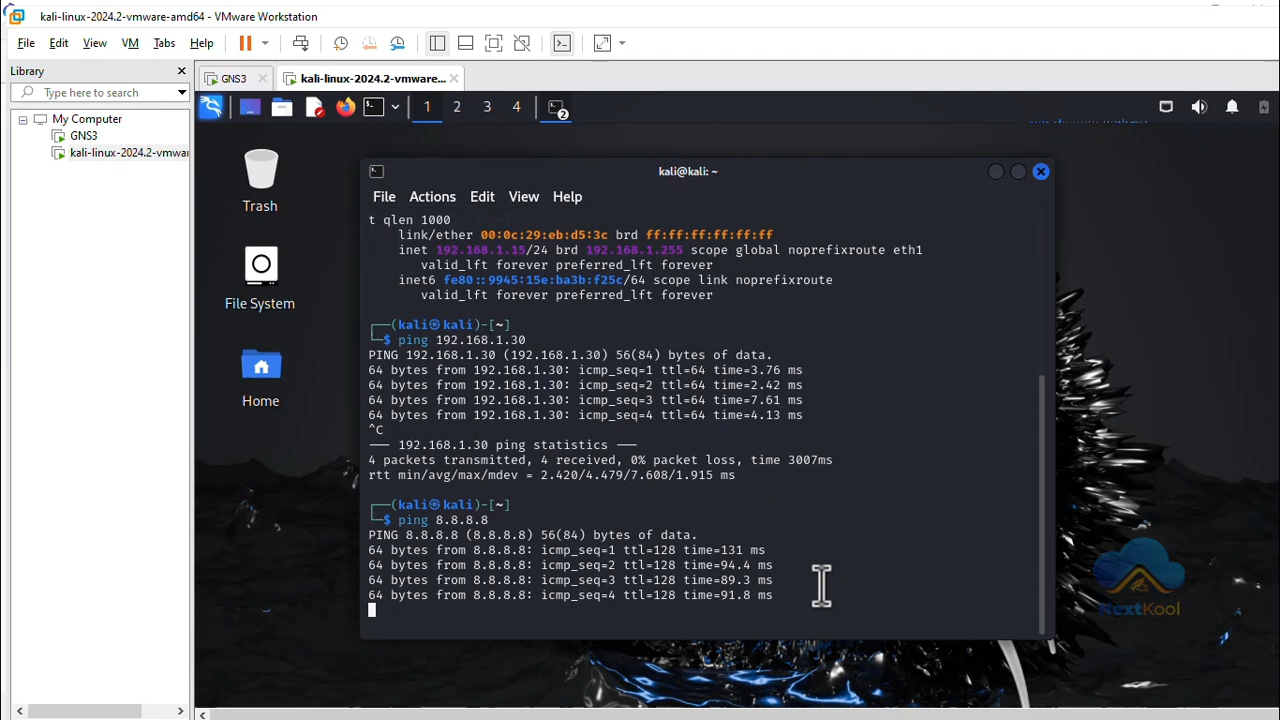 kali-linux-2024.2-vmware-amd64 - VMware Workstation
File Edit View VM Tabs Help
Library
Type here to search
My Computer
GNS3
kali-linux-2024.2-vmwar
GNS3
kali-linux-2024.2-vmware...
1 2 3 4
2
Trash
File System
Home
kali@kali: ~
File Actions Edit View Help
t qlen 1000
link/ether 00:0c:29:eb:d5:3c brd ff:ff:ff:ff:ff:ff
inet 192.168.1.15/24 brd 192.168.1.255 scope global noprefixroute eth1
valid_lft forever preferred_lft forever
inet6 fe80::9945:15e:ba3b:f25c/64 scope link noprefixroute
valid_lft forever preferred_lft forever
┌──(kali㉿kali)-[~]
└─$ ping 192.168.1.30
PING 192.168.1.30 (192.168.1.30) 56(84) bytes of data.
64 bytes from 192.168.1.30: icmp_seq=1 ttl=64 time=3.76 ms
64 bytes from 192.168.1.30: icmp_seq=2 ttl=64 time=2.42 ms
64 bytes from 192.168.1.30: icmp_seq=3 ttl=64 time=7.61 ms
64 bytes from 192.168.1.30: icmp_seq=4 ttl=64 time=4.13 ms
^C
--- 192.168.1.30 ping statistics ---
4 packets transmitted, 4 received, 0% packet loss, time 3007ms
rtt min/avg/max/mdev = 2.420/4.479/7.608/1.915 ms
┌──(kali㉿kali)-[~]
└─$ ping 8.8.8.8
PING 8.8.8.8 (8.8.8.8) 56(84) bytes of data.
64 bytes from 8.8.8.8: icmp_seq=1 ttl=128 time=131 ms
64 bytes from 8.8.8.8: icmp_seq=2 ttl=128 time=94.4 ms
64 bytes from 8.8.8.8: icmp_seq=3 ttl=128 time=89.3 ms
64 bytes from 8.8.8.8: icmp_seq=4 ttl=128 time=91.8 ms
NextKool